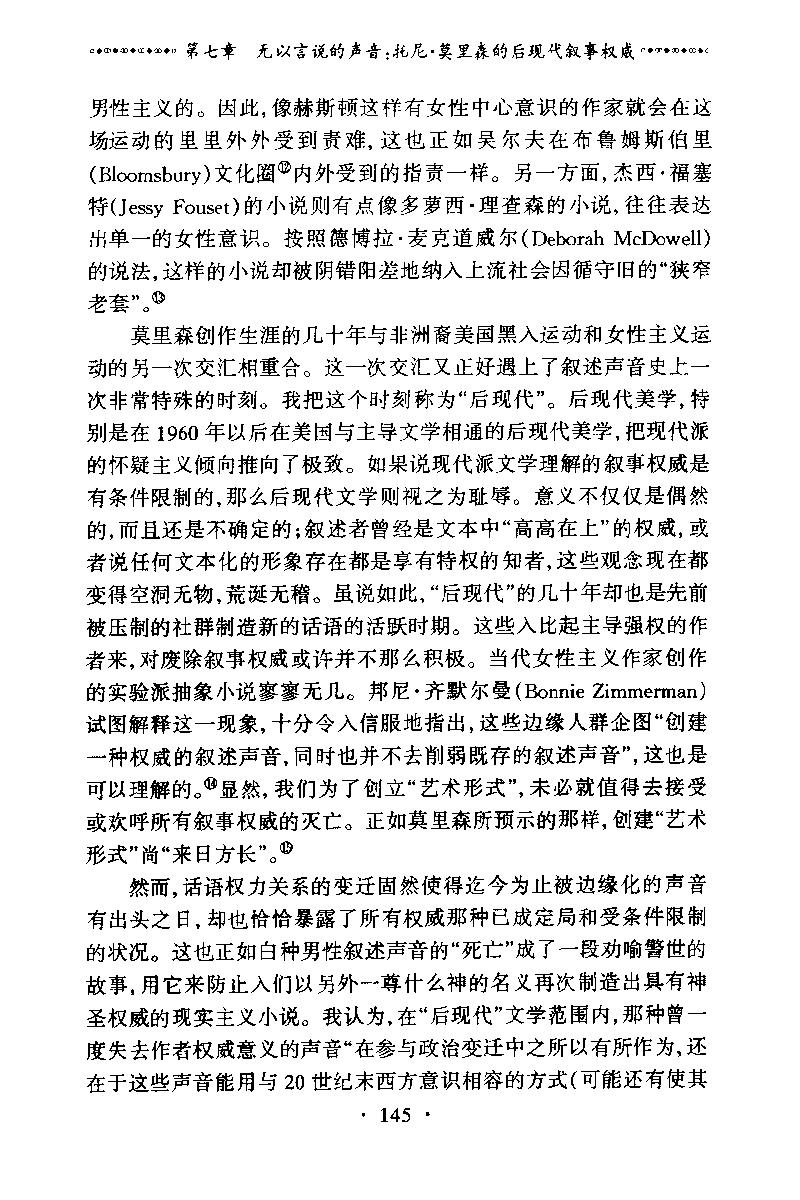 第七章 无以言说的声音:托尼·莫里森的后现代叙事权威
男性主义的。因此,像赫斯顿这样有女性中心意识的作家就会在这
场运动的里里外外受到责难,这也正如吴尔夫在布鲁姆斯伯里
(Bloomsbury)文化圈⑫内外受到的指责一样。另一方面,杰西·福塞
特(Jessy Fouset)的小说则有点像多萝西·理查森的小说,往往表达
出单一的女性意识。按照德博拉·麦克道威尔(Deborah McDowell)
的说法,这样的小说却被阴错阳差地纳入上流社会因循守旧的“狭窄
老套”。⑬
莫里森创作生涯的几十年与非洲裔美国黑人运动和女性主义运
动的另一次交汇相重合。这一次交汇又正好遇上了叙述声音史上一
次非常特殊的时刻。我把这个时刻称为“后现代”。后现代美学,特
别是在 1960 年以后在美国与主导文学相通的后现代美学,把现代派
的怀疑主义倾向推向了极致。如果说现代派文学理解的叙事权威是
有条件限制的,那么后现代文学则视之为耻辱。意义不仅仅是偶然
的,而且还是不确定的;叙述者曾经是文本中“高高在上”的权威,或
者说任何文本化的形象存在都是享有特权的知者,这些观念现在都
变得空洞无物,荒诞无稽。虽说如此,“后现代”的几十年却也是先前
被压制的社群制造新的话语的活跃时期。这些人比起主导强权的作
者来,对废除叙事权威或许并不那么积极。当代女性主义作家创作
的实验派抽象小说寥寥无几。邦尼·齐默尔曼(Bonnie Zimmerman)
试图解释这一现象,十分令人信服地指出,这些边缘人群企图“创建
一种权威的叙述声音,同时也并不去削弱既存的叙述声音”,这也是
可以理解的。⑭显然,我们为了创立“艺术形式”,未必就值得去接受
或欢呼所有叙事权威的灭亡。正如莫里森所预示的那样,创建“艺术
形式”尚“来日方长”。⑮
然而,话语权力关系的变迁固然使得迄今为止被边缘化的声音
有出头之日,却也恰恰暴露了所有权威那种已成定局和受条件限制
的状况。这也正如白种男性叙述声音的“死亡”成了一段劝喻警世的
故事,用它来防止人们以另外一尊什么神的名义再次制造出具有神
圣权威的现实主义小说。我认为,在“后现代”文学范围内,那种曾一
度失去作者权威意义的声音“在参与政治变迁中之所以有所作为,还
在于这些声音能用与 20 世纪末西方意识相容的方式(可能还有使其
· 145 ·